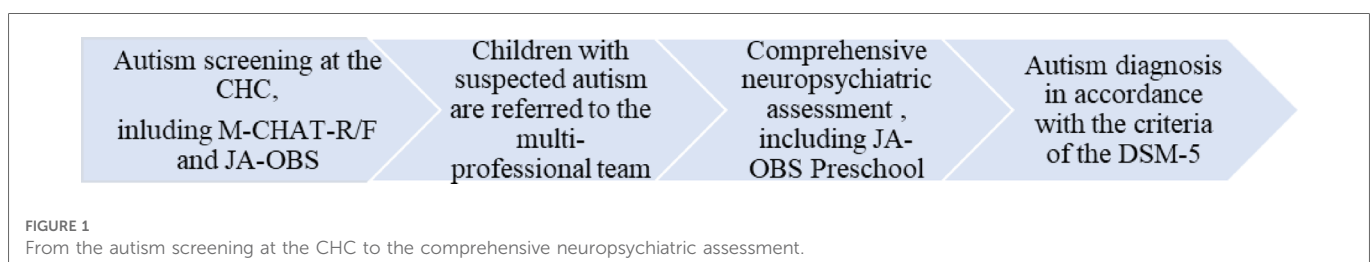 Autism screening at the
CHC,
inluding M-CHAT-R/F
and JA-OBS
Children with
suspected autism
are referred to the
multi-
professional team
Comprehensive
neuropsychiatric
assessment ,
including JA-
OBS Preschool
Autism diagnosis
in accordance
with the criteria
of the DSM-5
FIGURE 1
From the autism screening at the CHC to the comprehensive neuropsychiatric assessment.